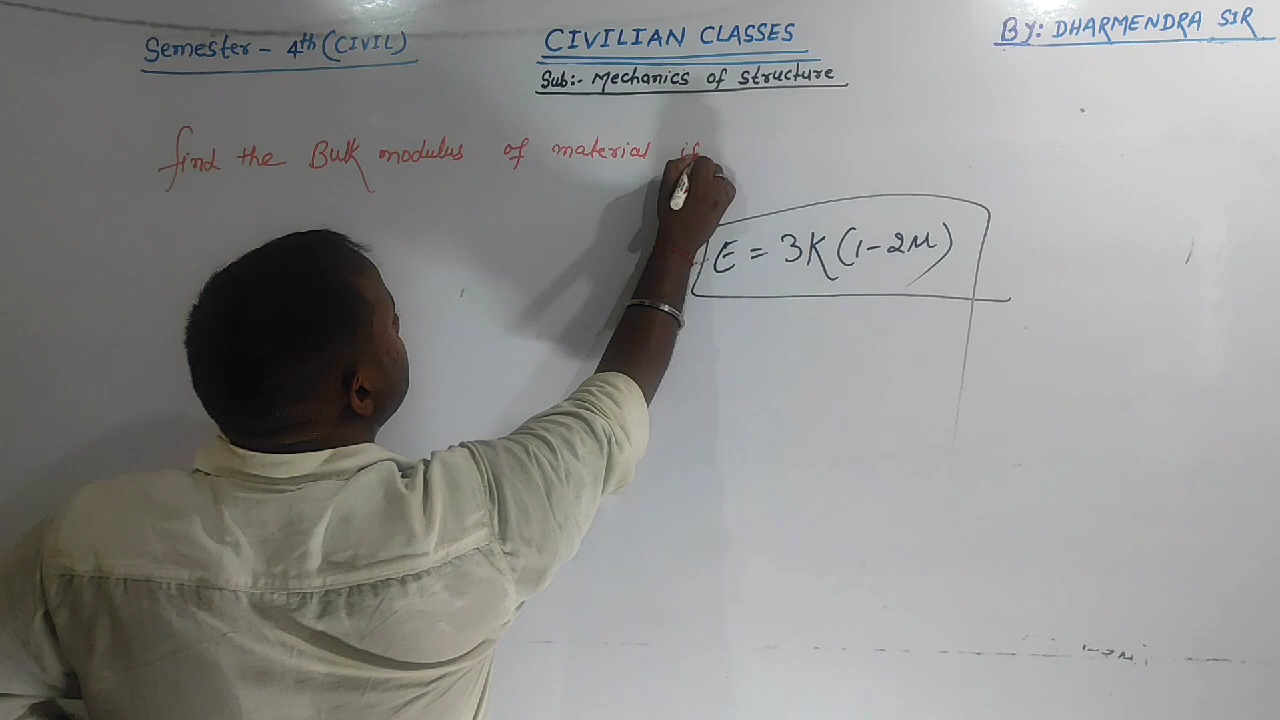 Semester - 4th (CIVIL)
CIVILIAN CLASSES
BY: DHARMENDRA SIR
Sub:- Mechanics of structure
find the Bulk modulus of material if
E = 3K (1-2μ)